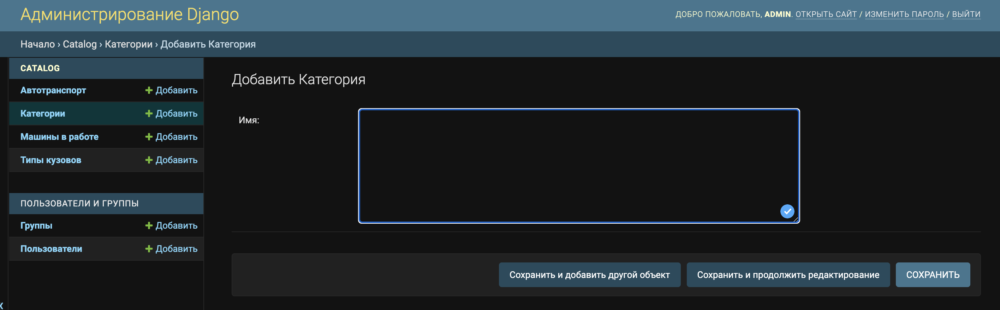 Администрирование Django
ДОБРО ПОЖАЛОВАТЬ, ADMIN. ОТКРЫТЬ САЙТ / ИЗМЕНИТЬ ПАРОЛЬ / ВЫЙТИ
Начало › Catalog › Категории › Добавить Категория
CATALOG
Автотранспорт Добавить
Категории Добавить
Машины в работе Добавить
Типы кузовов Добавить
ПОЛЬЗОВАТЕЛИ И ГРУППЫ
Группы Добавить
Пользователи Добавить
Добавить Категория
Имя:
Сохранить и добавить другой объект Сохранить и продолжить редактирование СОХРАНИТЬ